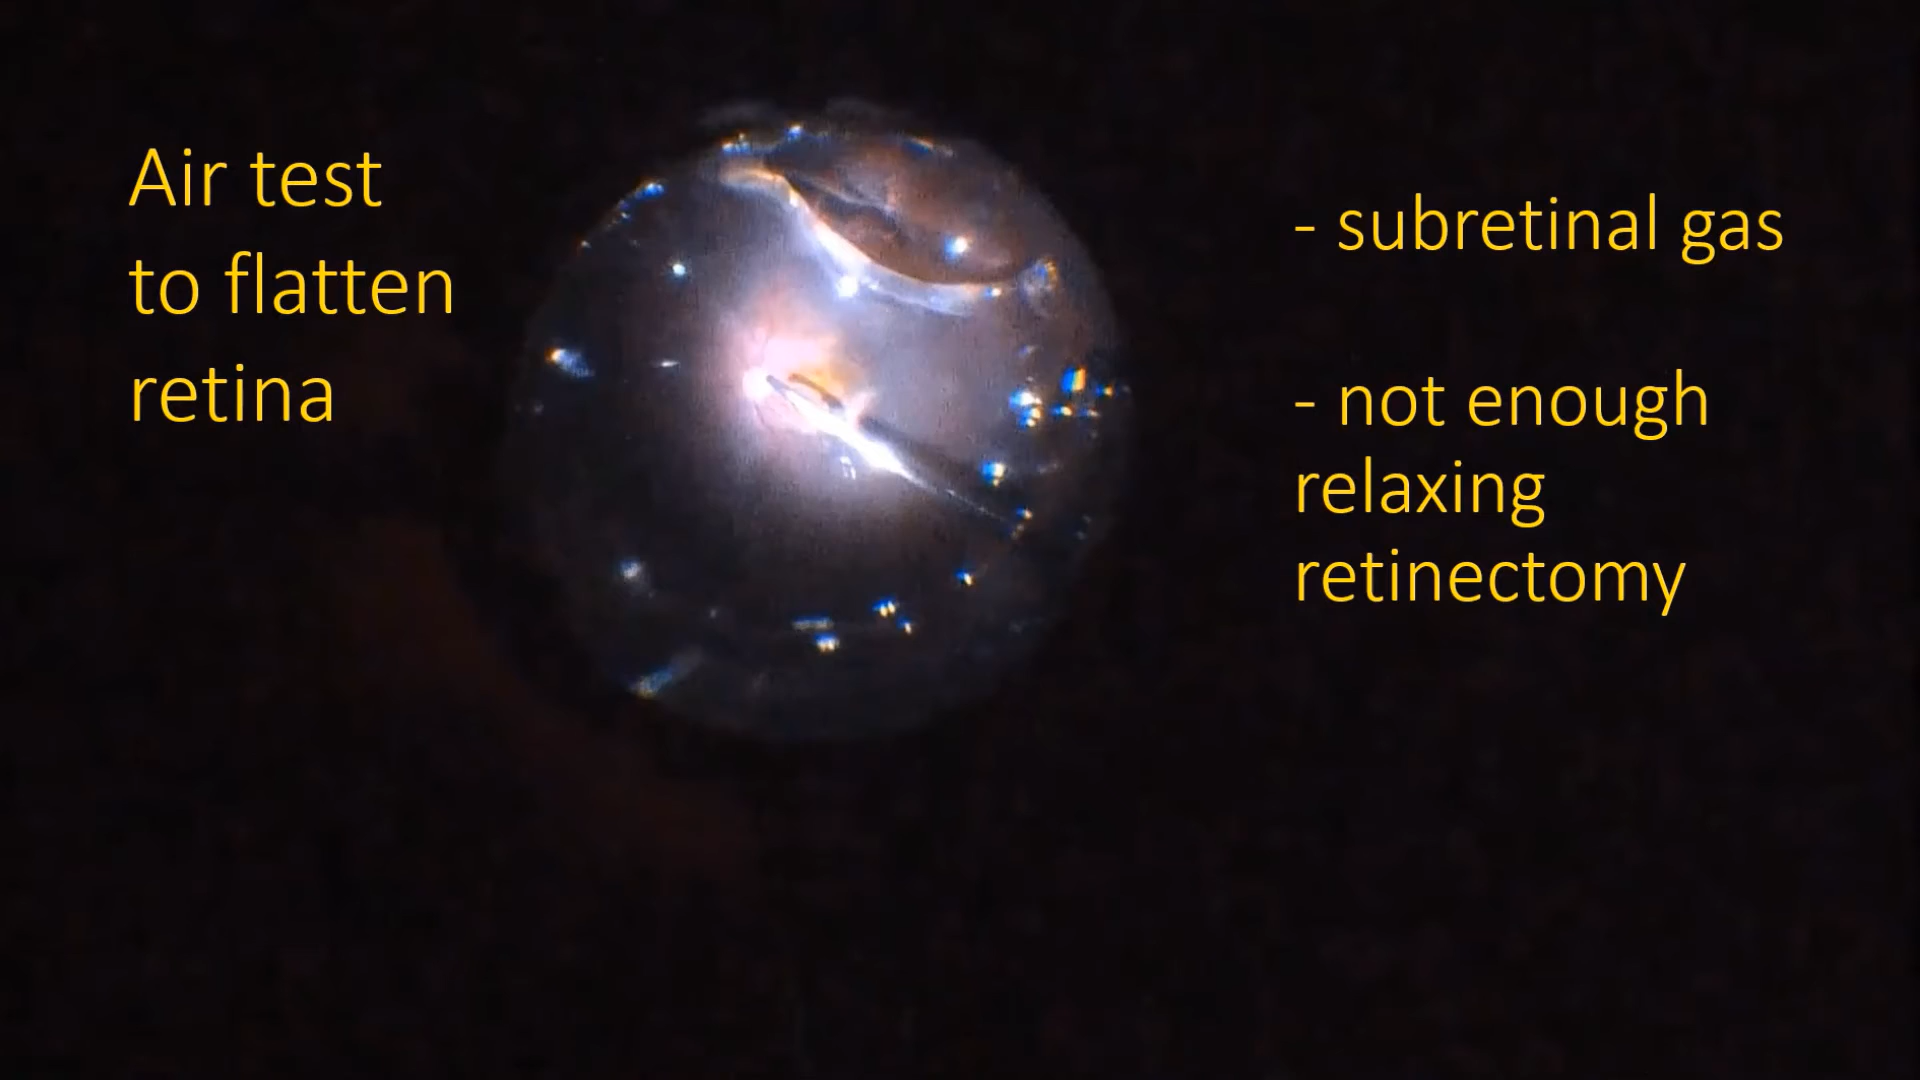 Air test
to flatten
retina
- subretinal gas
- not enough
relaxing
retinectomy